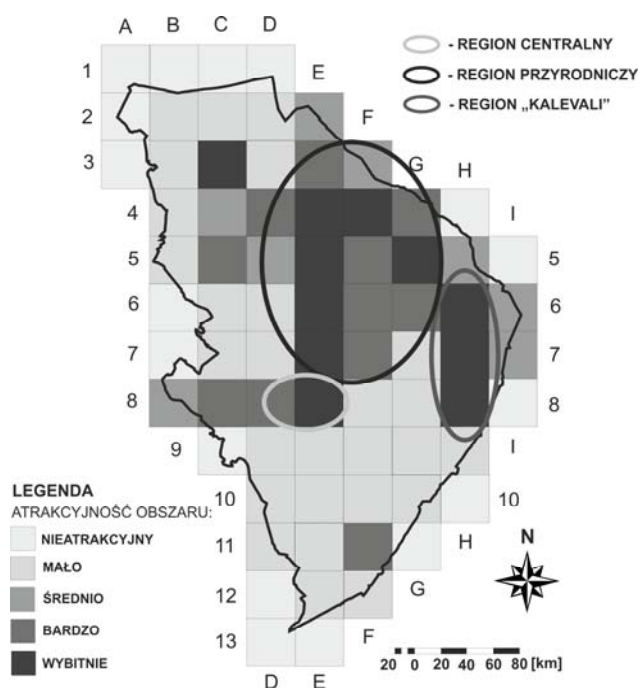 A B C D
E
F
G H
I
1
2
3
4
5
6
7
8
9
10
11
12
13
5
6
7
8
I
10
H
G
F
D E
- REGION CENTRALNY
- REGION PRZYRODNICZY
- REGION „KALEVALI”
LEGENDA
ATRAKCYJNOŚĆ OBSZARU:
NIEATRAKCYJNY
MAŁO
ŚREDNIO
BARDZO
WYBITNIE
N
20 0 20 40 60 80 [km]